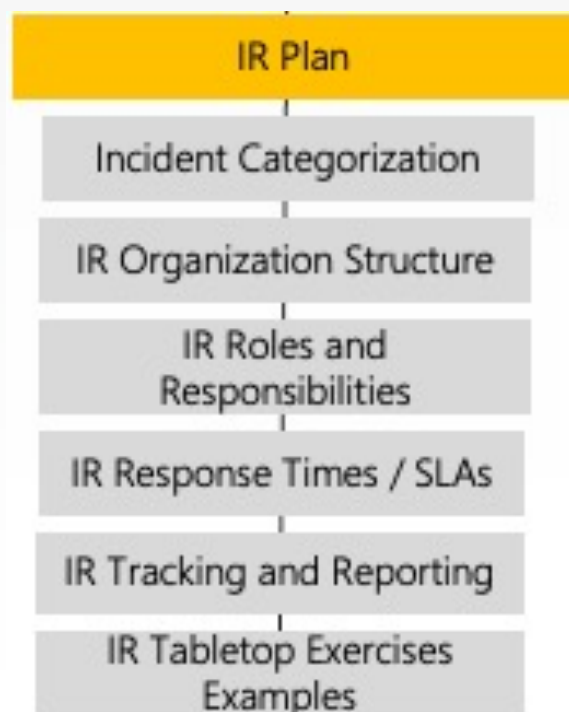 IR Plan
Incident Categorization
IR Organization Structure
IR Roles and
Responsibilities
IR Response Times / SLAs
IR Tracking and Reporting
IR Tabletop Exercises
Examples